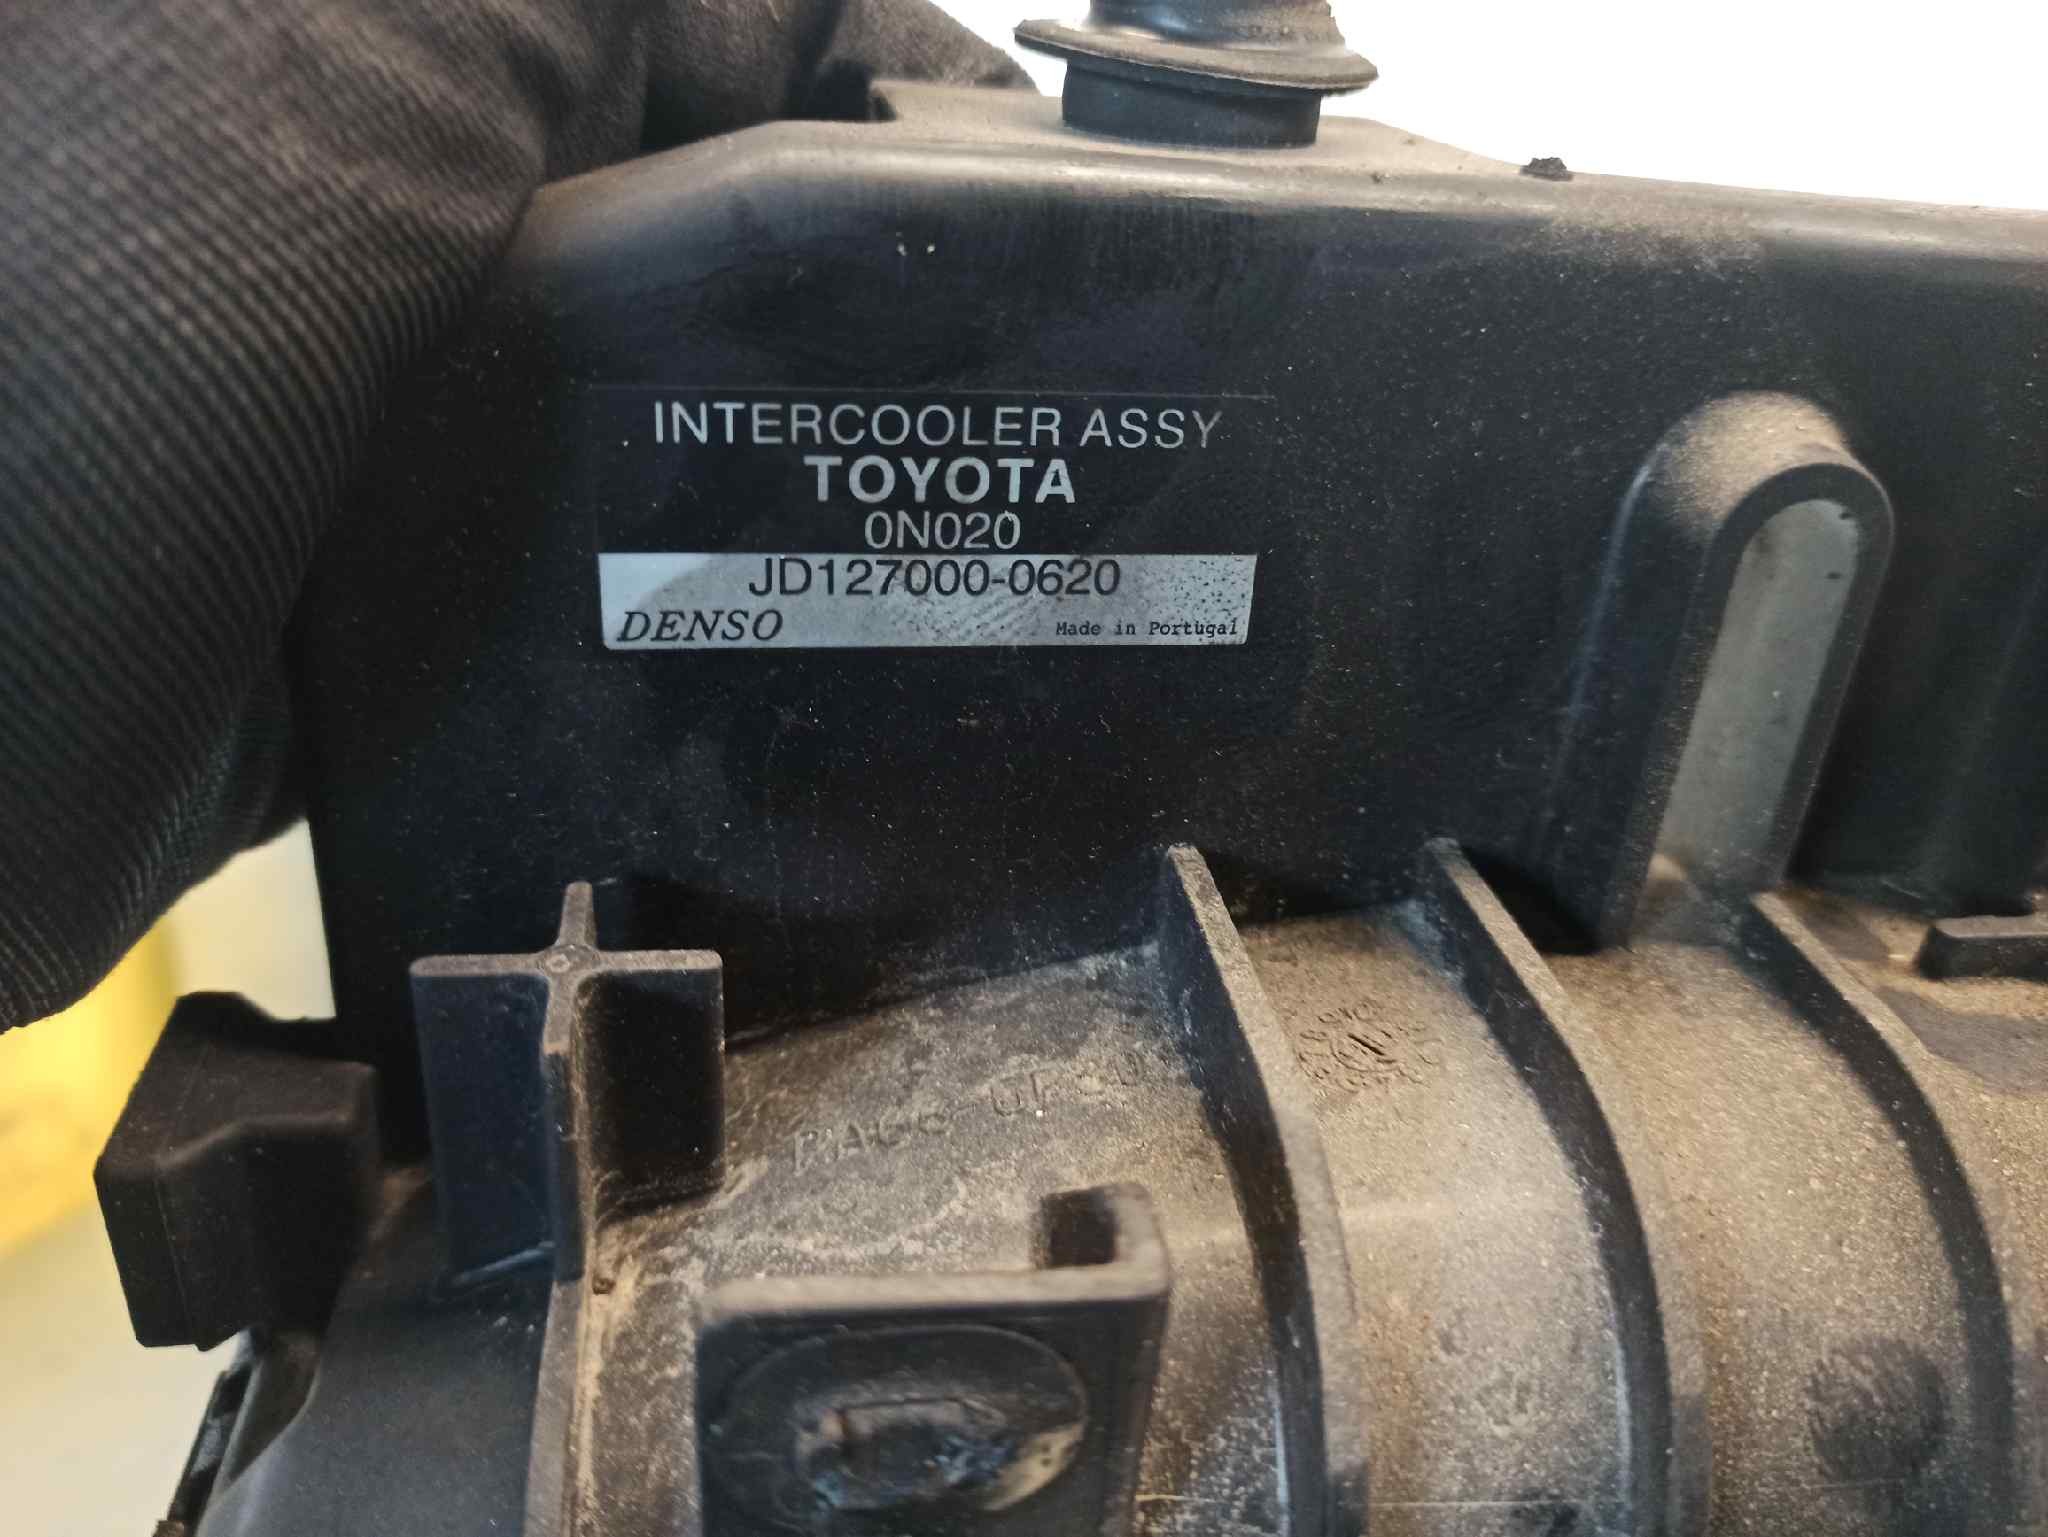 INTERCOOLER ASSY
TOYOTA
0N020
JD127000-0620
DENSO Made in Portugal